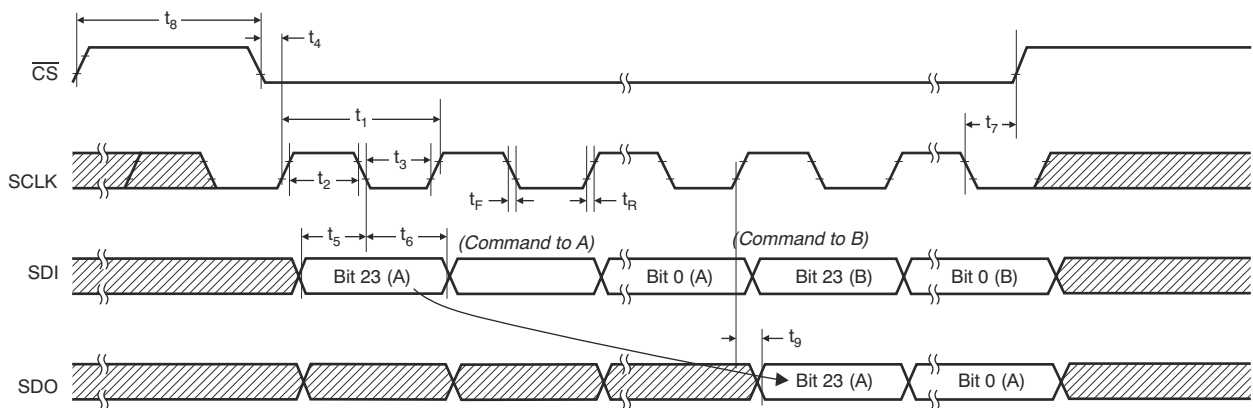 t8
t4
CS
t1
t7
t3
SCLK
t2
tF
tR
t5
t6
(Command to A)
(Command to B)
SDI
Bit 23 (A)
Bit 0 (A)
Bit 23 (B)
Bit 0 (B)
t9
SDO
Bit 23 (A)
Bit 0 (A)